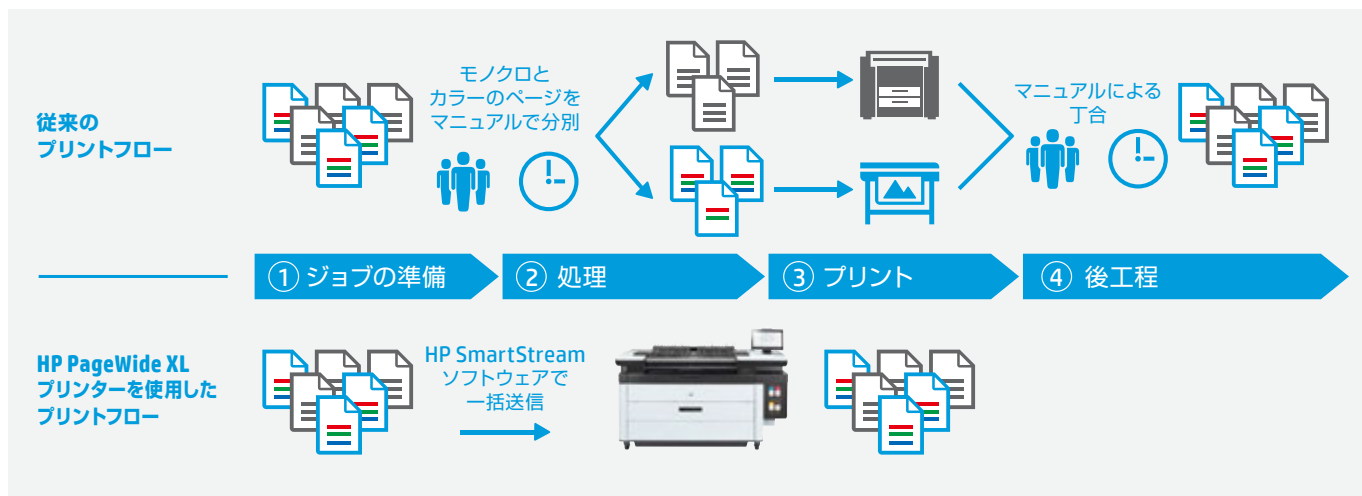 従来の
プリントフロー
モノクロと
カラーのページを
マニュアルで分別
マニュアルによる
丁合
① ジョブの準備
② 処理
③ プリント
④ 後工程
HP PageWide XL
プリンターを使用した
プリントフロー
HP SmartStream
ソフトウェアで
一括送信